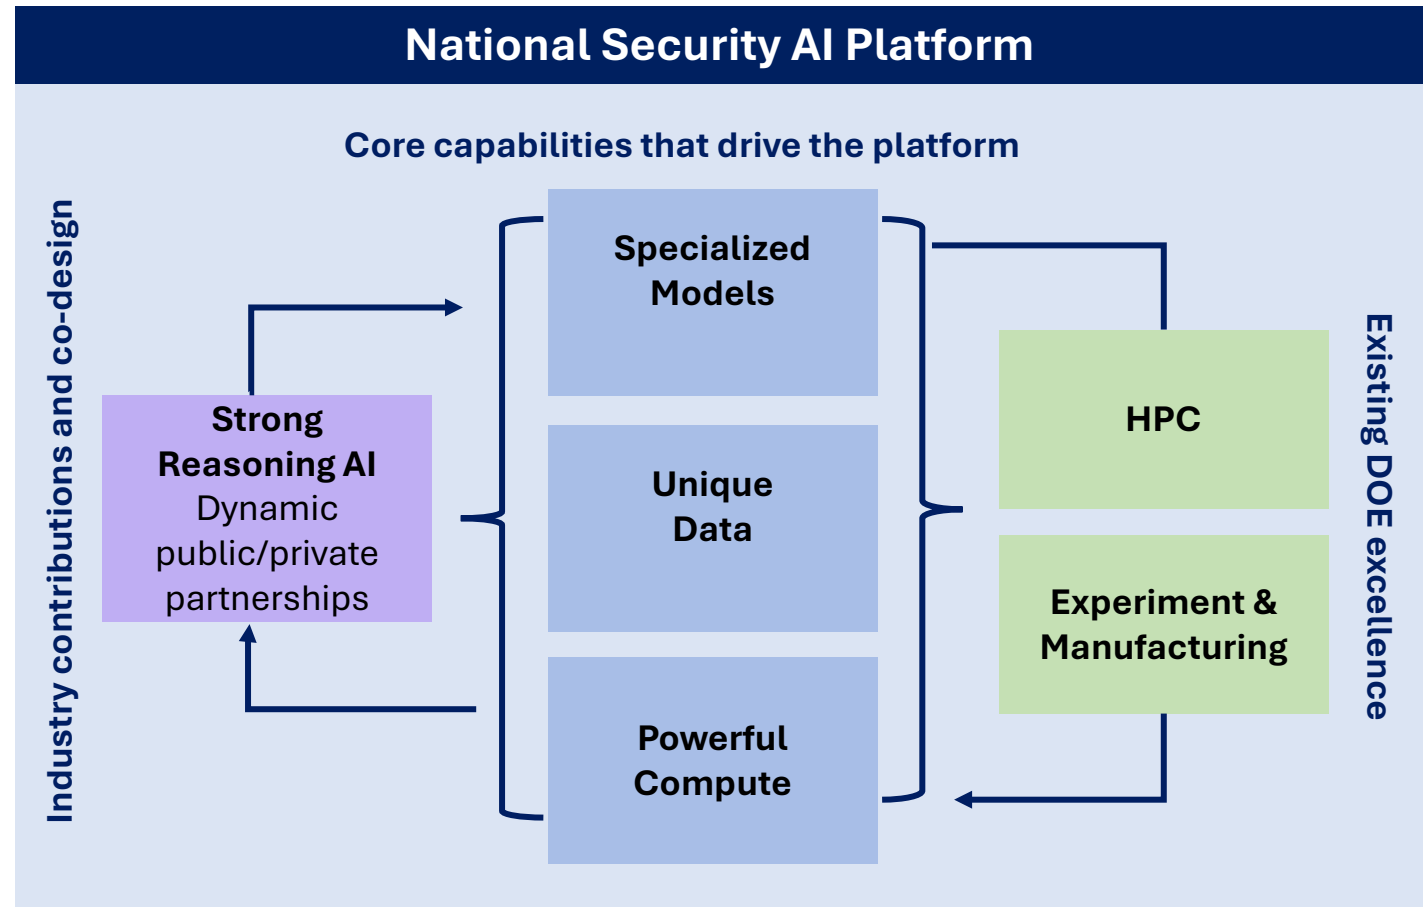 National Security AI Platform
Core capabilities that drive the platform
Industry contributions and co-design
Strong
Reasoning AI
Dynamic
public/private
partnerships
Specialized
Models
Unique
Data
Powerful
Compute
HPC
Experiment &
Manufacturing
Existing DOE excellence